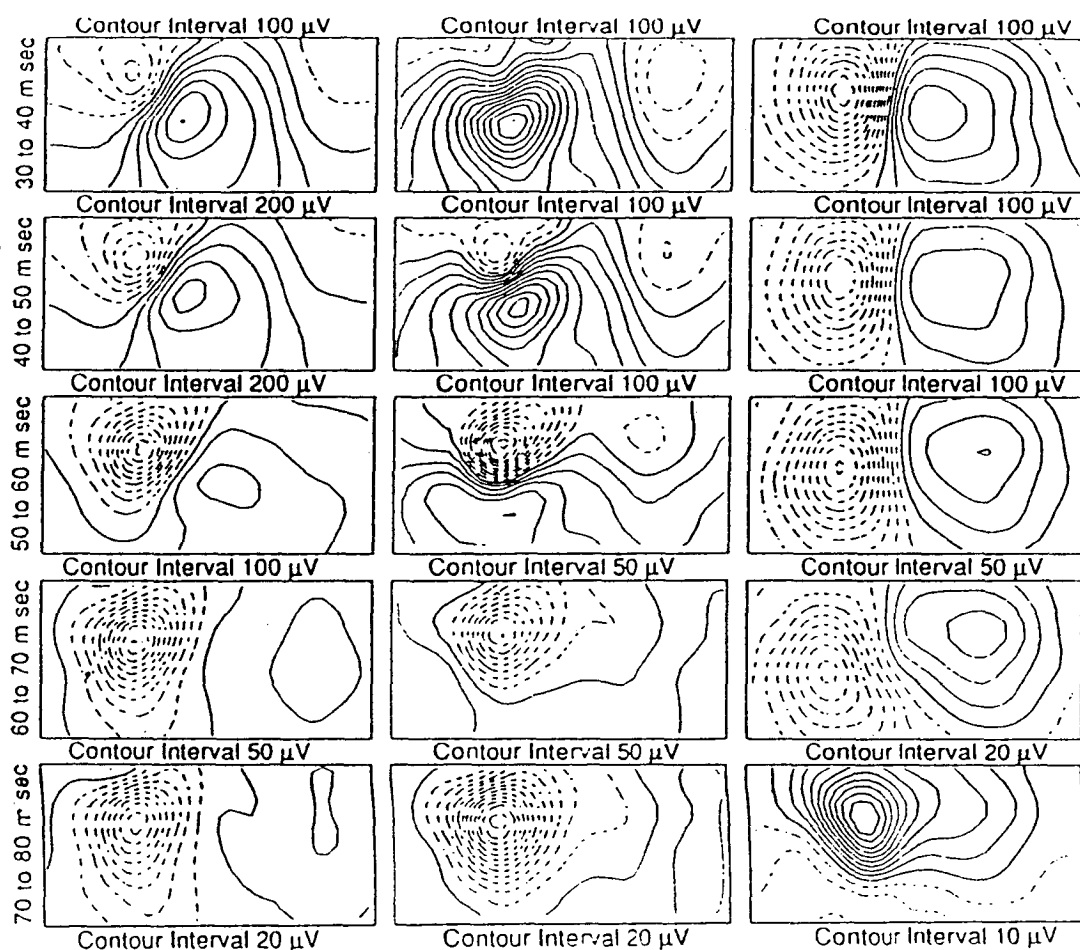 Contour Interval 100 µV
Contour Interval 100 µV
Contour Interval 100 µV
30 to 40 m sec
Contour Interval 200 µV
Contour Interval 100 µV
Contour Interval 100 µV
40 to 50 m sec
Contour Interval 200 µV
Contour Interval 100 µV
Contour Interval 100 µV
50 to 60 m sec
Contour Interval 100 µV
Contour Interval 50 µV
Contour Interval 50 µV
60 to 70 m sec
Contour Interval 50 µV
Contour Interval 50 µV
Contour Interval 20 µV
70 to 80 m sec
Contour Interval 20 µV
Contour Interval 20 µV
Contour Interval 10 µV